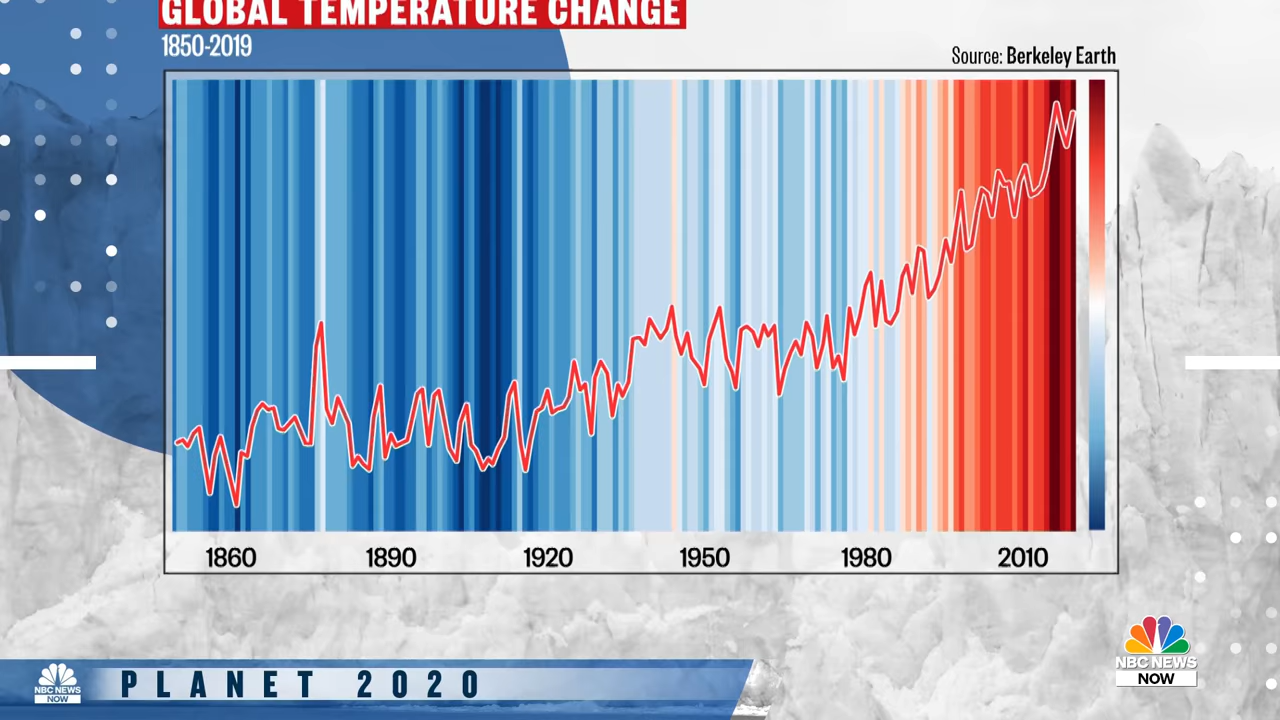 GLOBAL TEMPERATURE CHANGE
1850-2019
Source: Berkeley Earth
1860 1890 1920 1950 1980 2010
NBC NEWS
NOW
NBC NEWS
NOW
PLANET 2020